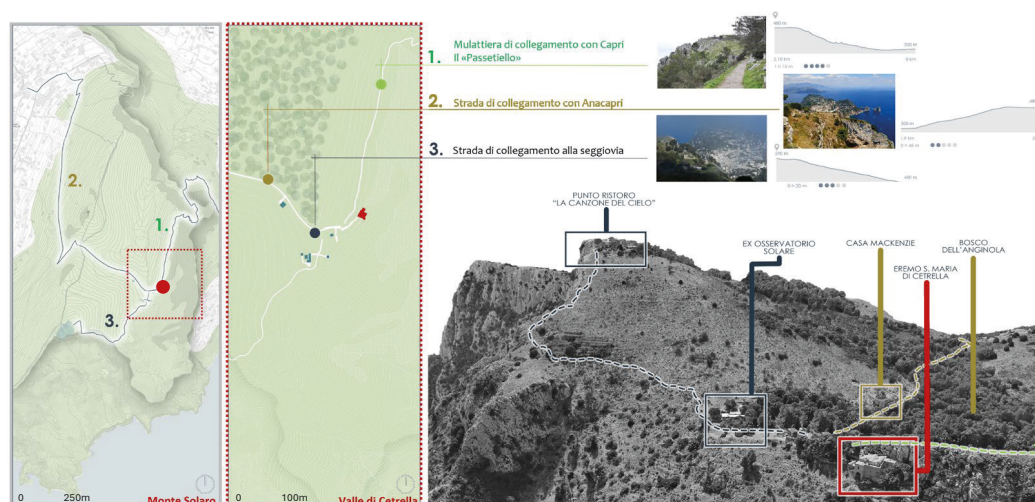 1.
Mulattiera di collegamento con Capri
Il «Passetiello»
2.
Strada di collegamento con Anacapri
3.
Strada di collegamento alla seggiovia
2.
1.
3.
0 250m
Monte Solaro
0 100m
Valle di Cetrella
PUNTO RISTORO
"LA CANZONE DEL CIELO"
EX OSSERVATORIO
SOLARE
CASA MACKENZIE
BOSCO
DELL'ANGINOLA
EREMO S. MARIA
DI CETRELLA